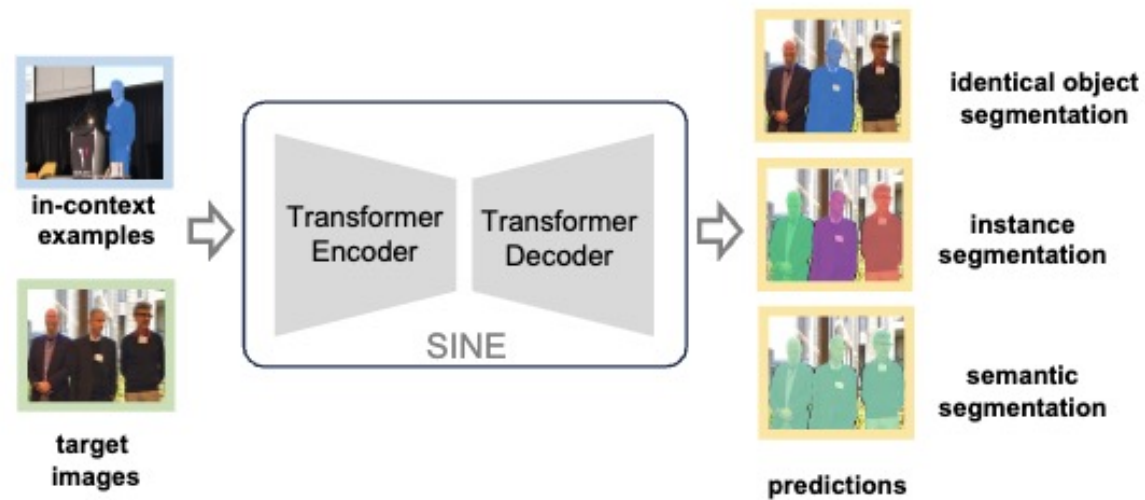 in-context
examples
target
images
Transformer
Encoder
Transformer
Decoder
SINE
identical object
segmentation
instance
segmentation
semantic
segmentation
predictions